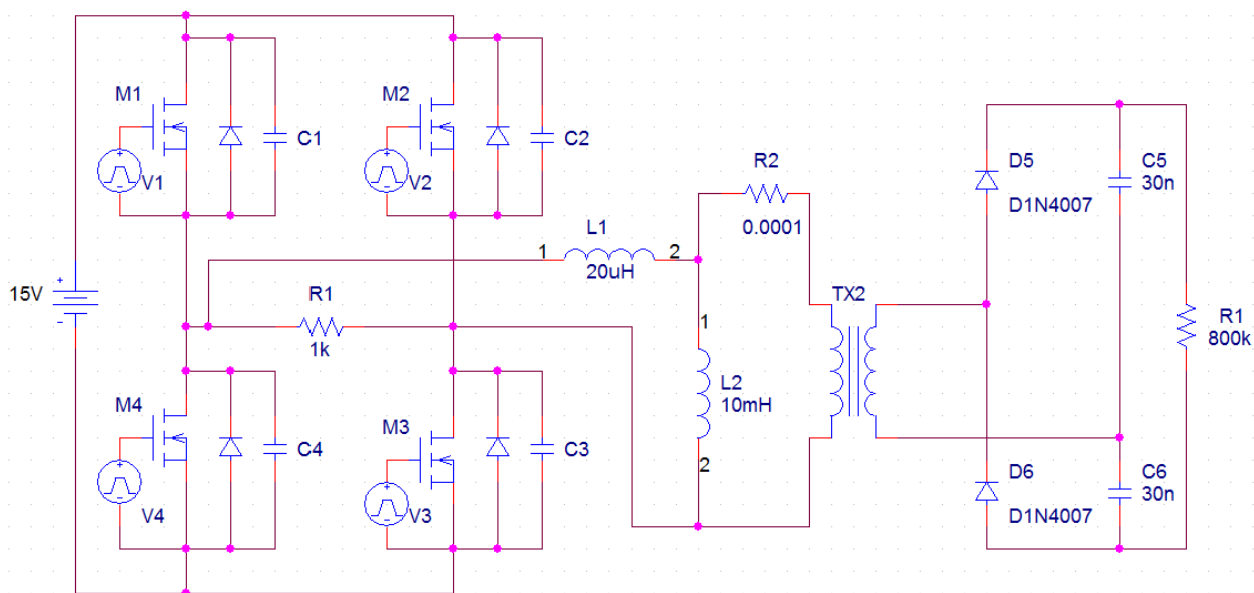 M1
C1
V1
M2
C2
V2
15V
+
-
R1
1k
1
L1
2
20uH
R2
0.0001
1
L2
10mH
2
TX2
D5
D1N4007
C5
30n
R1
800k
D6
D1N4007
C6
30n
M4
C4
V4
M3
C3
V3